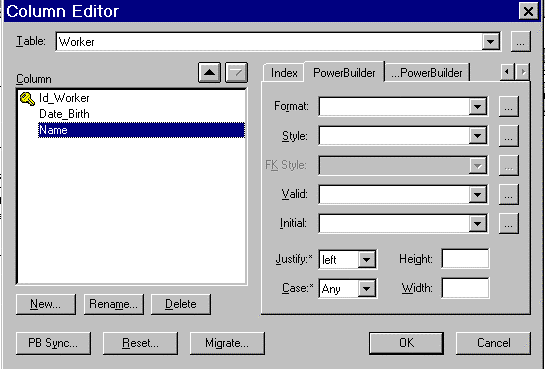 Column Editor
Table: Worker ...
Column
Id_Worker
Date_Birth
Name
New... Rename... Delete
Index PowerBuilder ...PowerBuilder
Format: ...
Style: ...
FK Style: ...
Valid: ...
Initial: ...
Justify:* left Height:
Case:* Any Width:
PB Sync... Reset... Migrate... OK Cancel